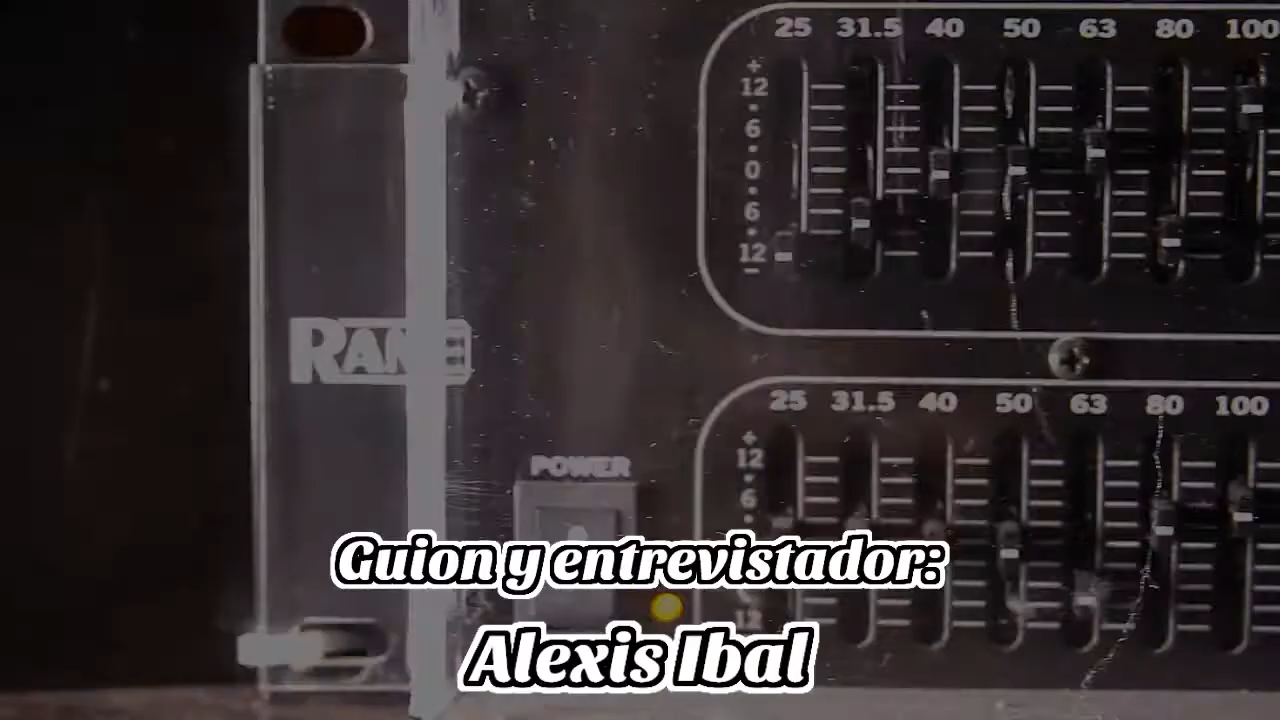 25 31.5 40 50 63 80 100
+
12
6
0
6
12
−
RANE
25 31.5 40 50 63 80 100
+
12
6
12
POWER
Guion y entrevistador:
Alexis Ibal